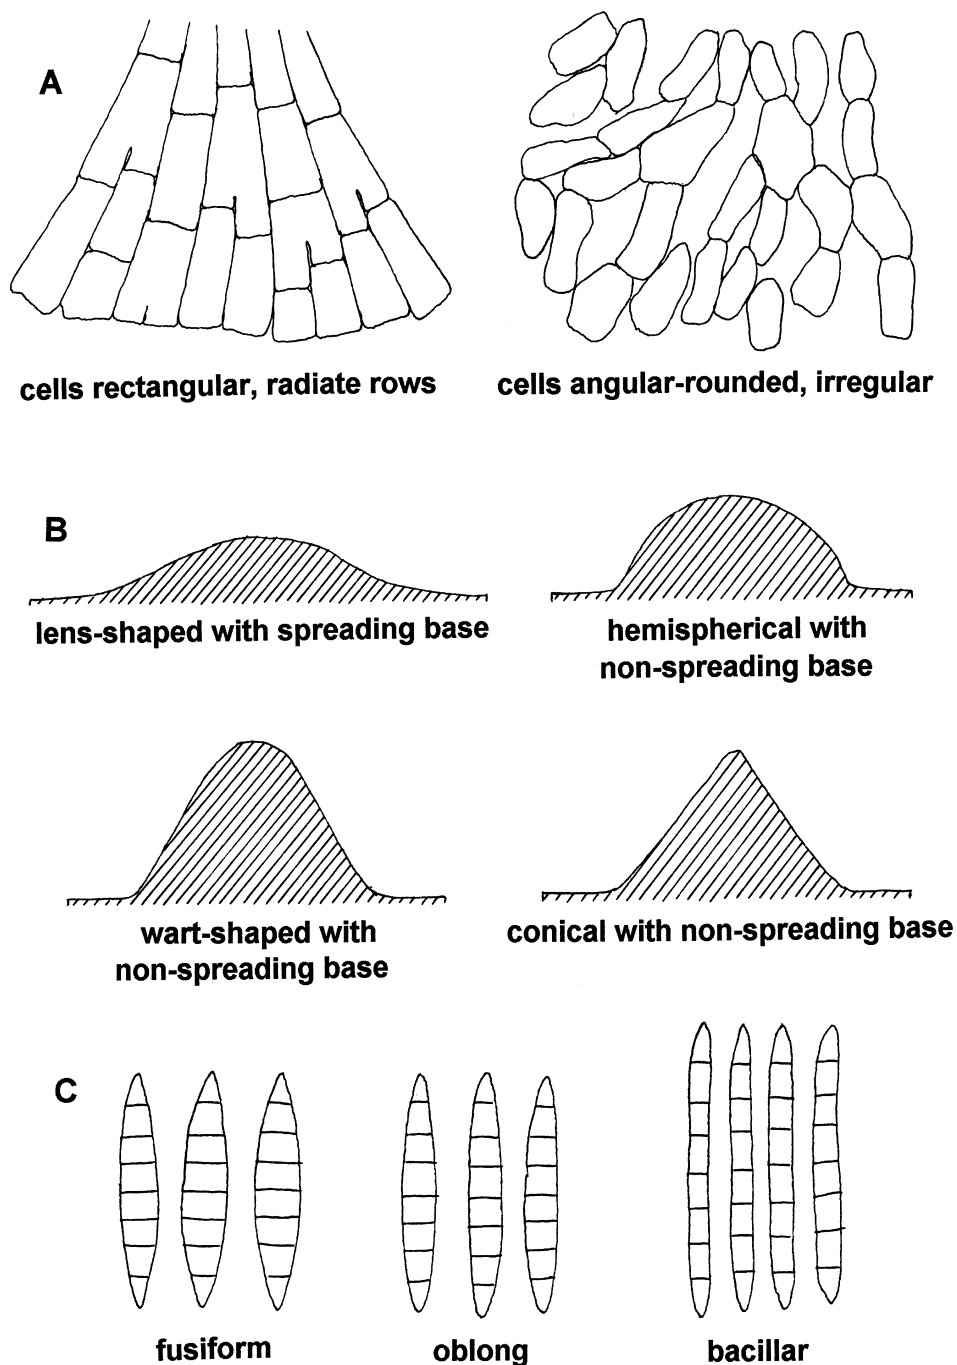 A
cells rectangular, radiate rows
cells angular-rounded, irregular
B
lens-shaped with spreading base
hemispherical with
non-spreading base
wart-shaped with
non-spreading base
conical with non-spreading base
C
fusiform
oblong
bacillar